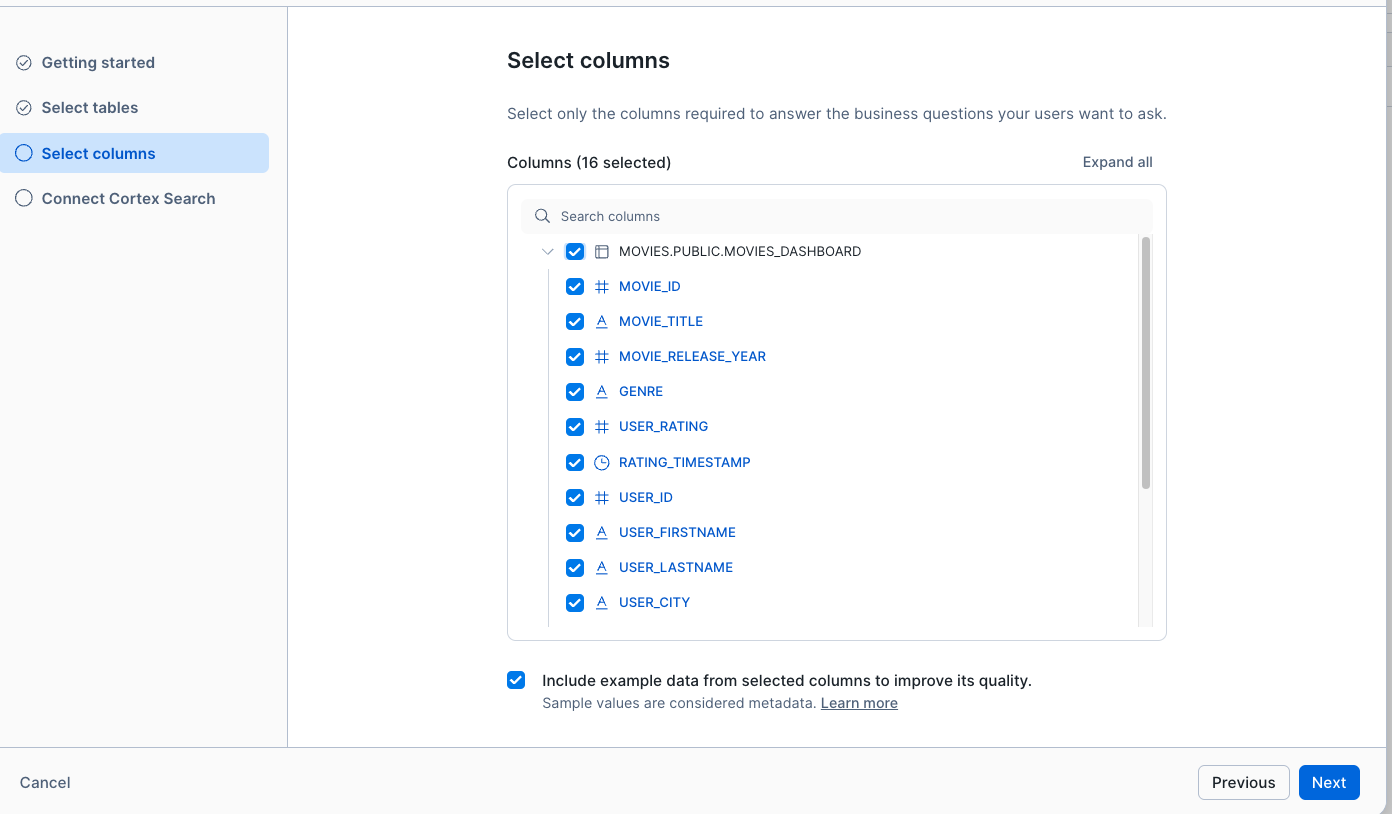 Getting started
Select tables
Select columns
Connect Cortex Search
Select columns
Select only the columns required to answer the business questions your users want to ask.
Columns (16 selected)
Expand all
Search columns
MOVIES.PUBLIC.MOVIES_DASHBOARD
MOVIE_ID
MOVIE_TITLE
MOVIE_RELEASE_YEAR
GENRE
USER_RATING
RATING_TIMESTAMP
USER_ID
USER_FIRSTNAME
USER_LASTNAME
USER_CITY
Include example data from selected columns to improve its quality.
Sample values are considered metadata. Learn more
Cancel
Previous
Next